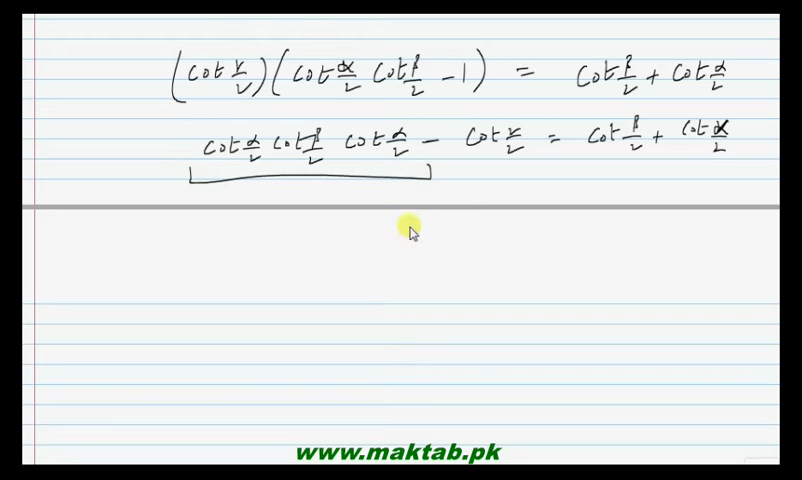 (Cot γ/2)(Cot α/2 Cot β/2 - 1) = Cot β/2 + Cot α/2
Cot α/2 Cot β/2 Cot α/2 - Cot γ/2 = Cot β/2 + Cot α/2
www.maktab.pk